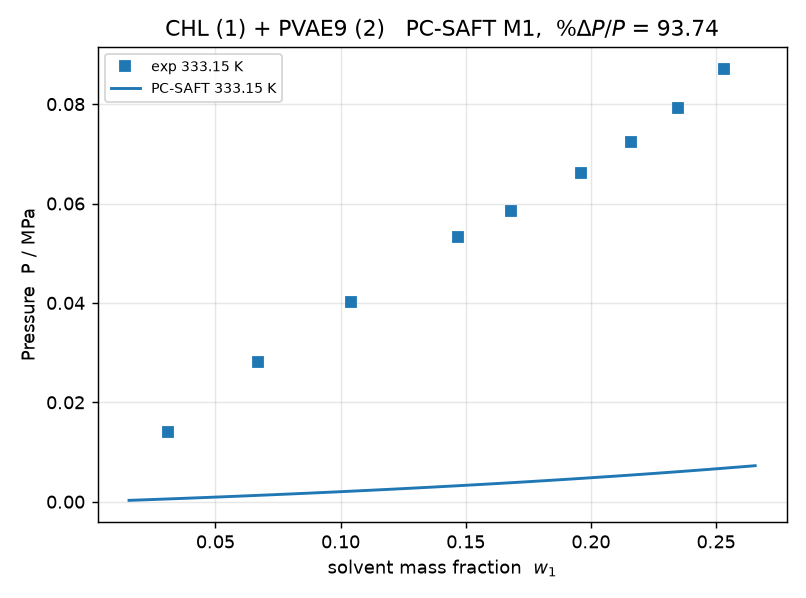 CHL (1) + PVAE9 (2)   PC-SAFT M1,  %ΔP/P = 93.74
exp 333.15 K
PC-SAFT 333.15 K
Pressure  P / MPa
0.08
0.06
0.04
0.02
0.00
0.05
0.10
0.15
0.20
0.25
solvent mass fraction  w₁